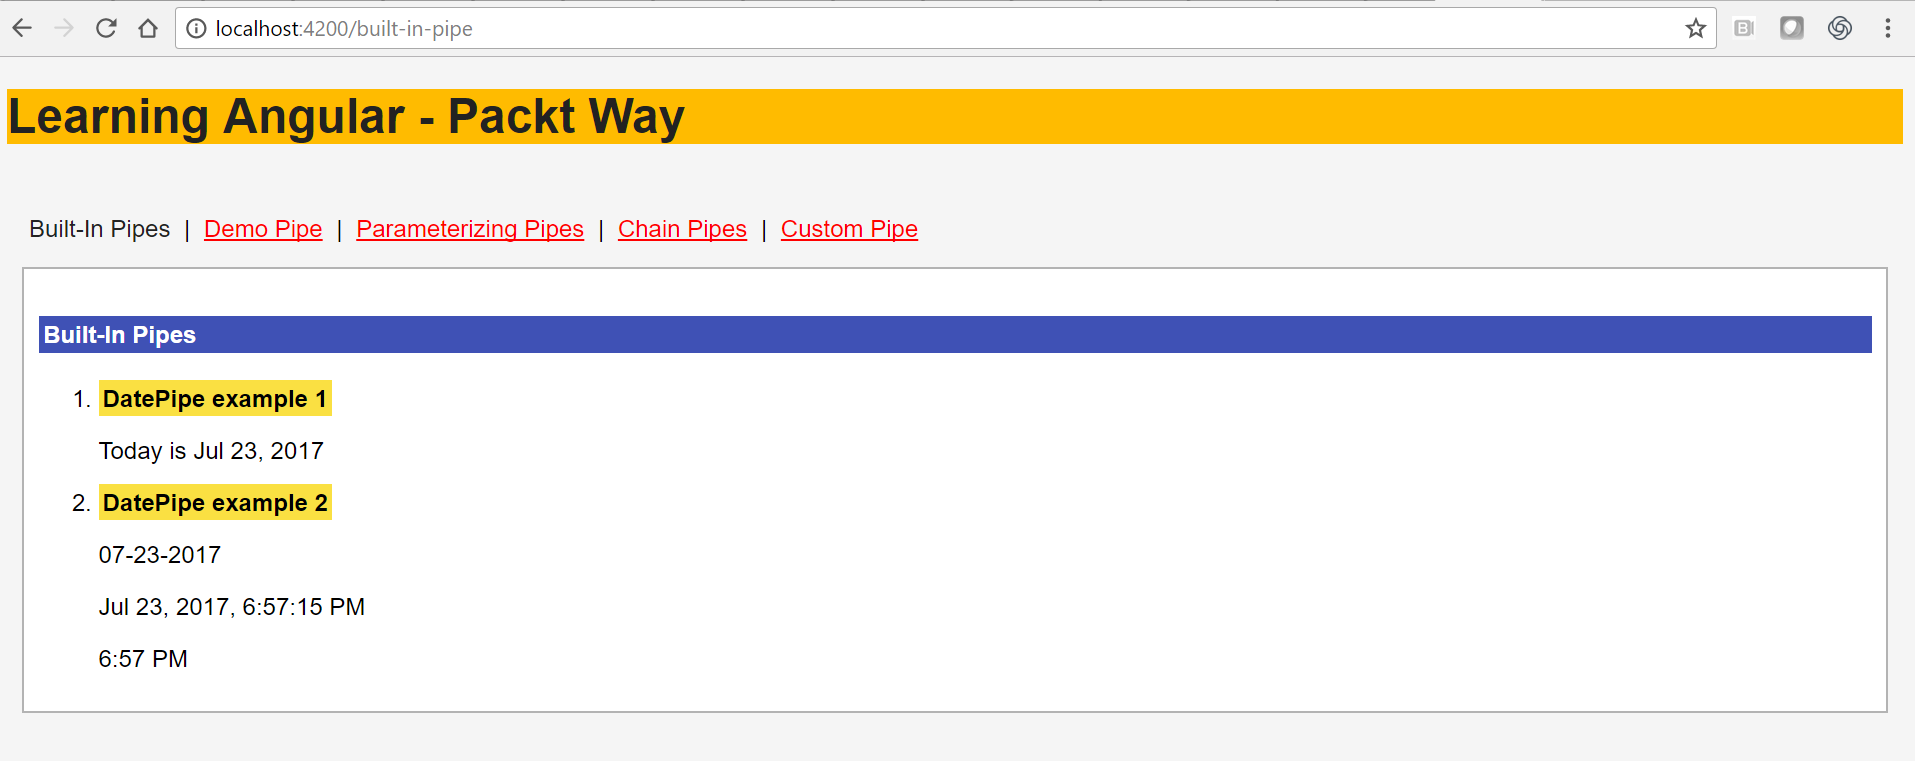 localhost:4200/built-in-pipe
Learning Angular - Packt Way
Built-In Pipes | Demo Pipe | Parameterizing Pipes | Chain Pipes | Custom Pipe
Built-In Pipes
1. DatePipe example 1
Today is Jul 23, 2017
2. DatePipe example 2
07-23-2017
Jul 23, 2017, 6:57:15 PM
6:57 PM